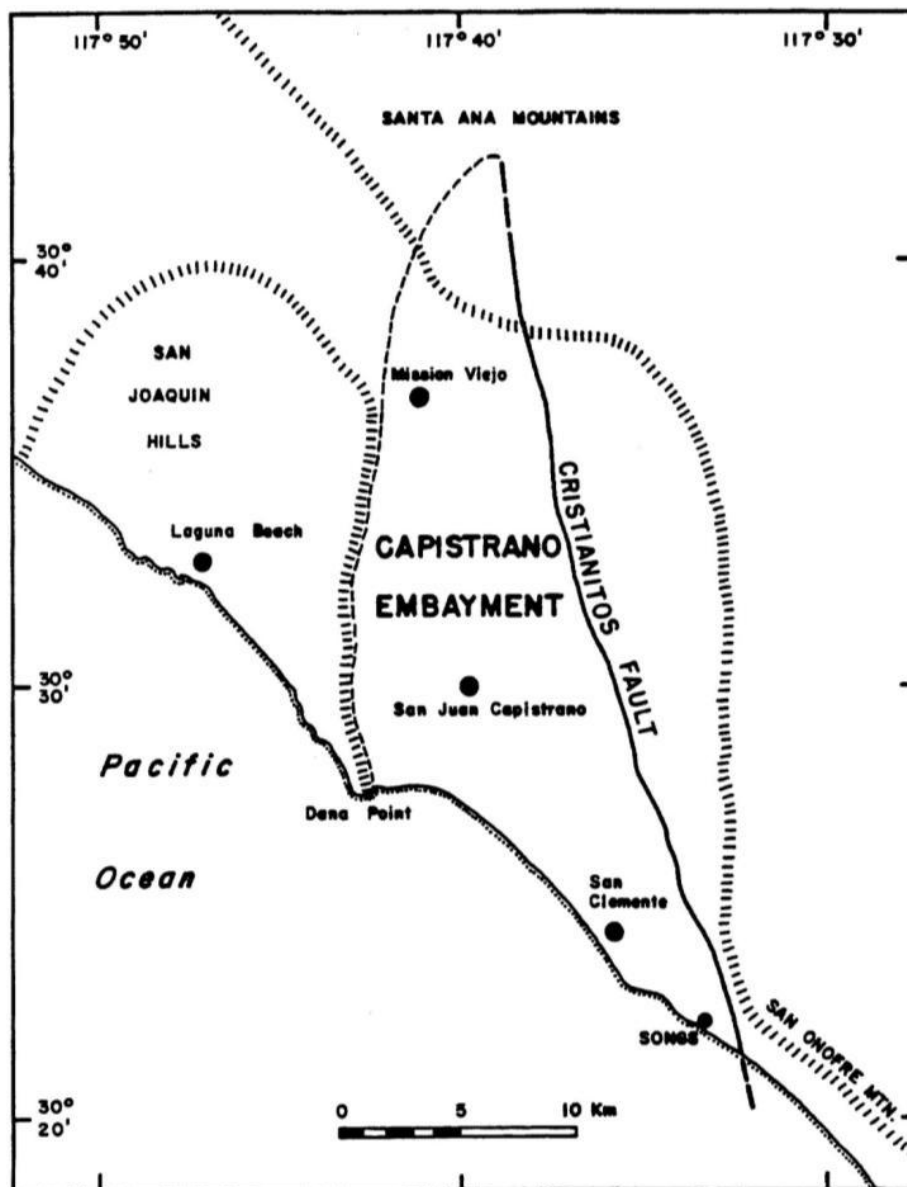 117° 50'
117° 40'
117° 30'
SANTA ANA MOUNTAINS
30°
40'
SAN
JOAQUIN
HILLS
Mission Viejo
CRISTIANITOS FAULT
Laguna Beach
CAPISTRANO
EMBAYMENT
30°
30'
San Juan Capistrano
Pacific
Ocean
Dana Point
San
Clemente
SONGS
SAN ONOFRE MTN.
30°
20'
0 5 10 Km